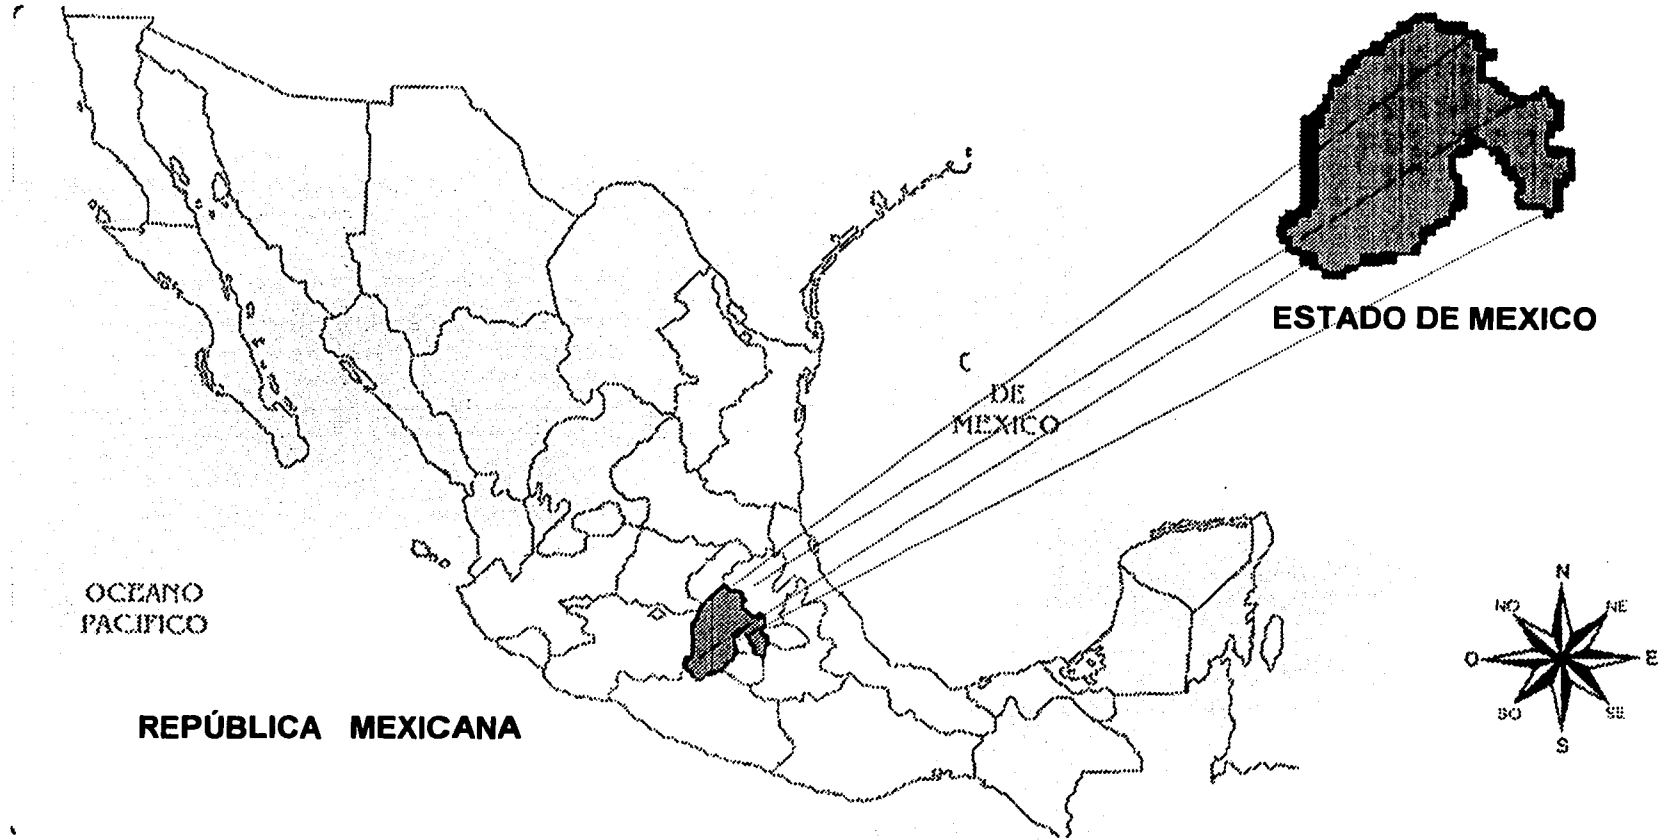 ESTADO DE MEXICO
DE
MEXICO
OCEANO
PACIFICO
REPÚBLICA MEXICANA
N
NO NE
O E
SO SE
S